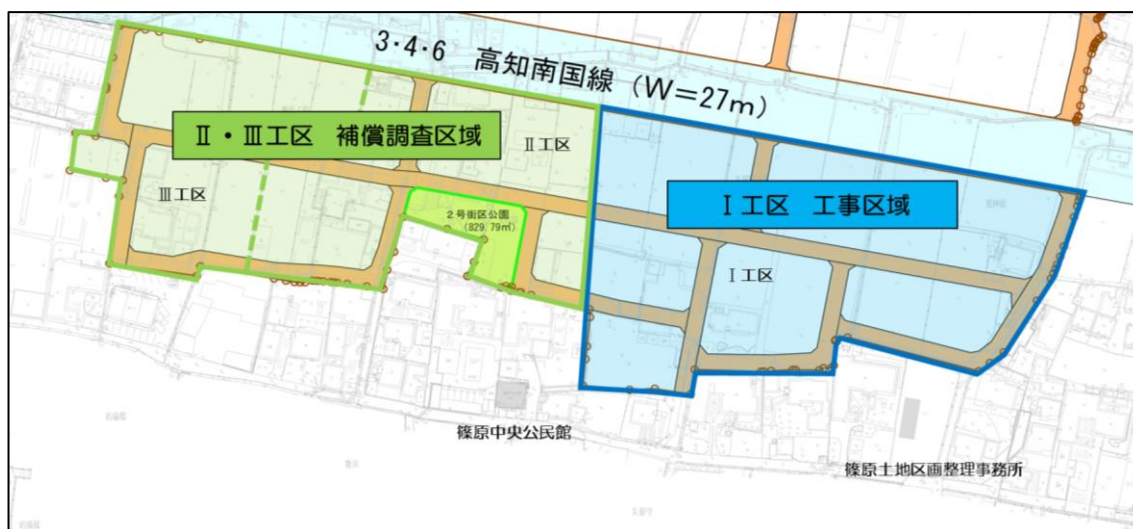 3・4・6 高知南国線（W＝27m）
Ⅱ・Ⅲ工区 補償調査区域
Ⅱ工区
Ⅲ工区
Ⅰ工区 工事区域
2号街区公園
(829.79㎡)
Ⅰ工区
篠原中央公民館
篠原土地区画整理事務所